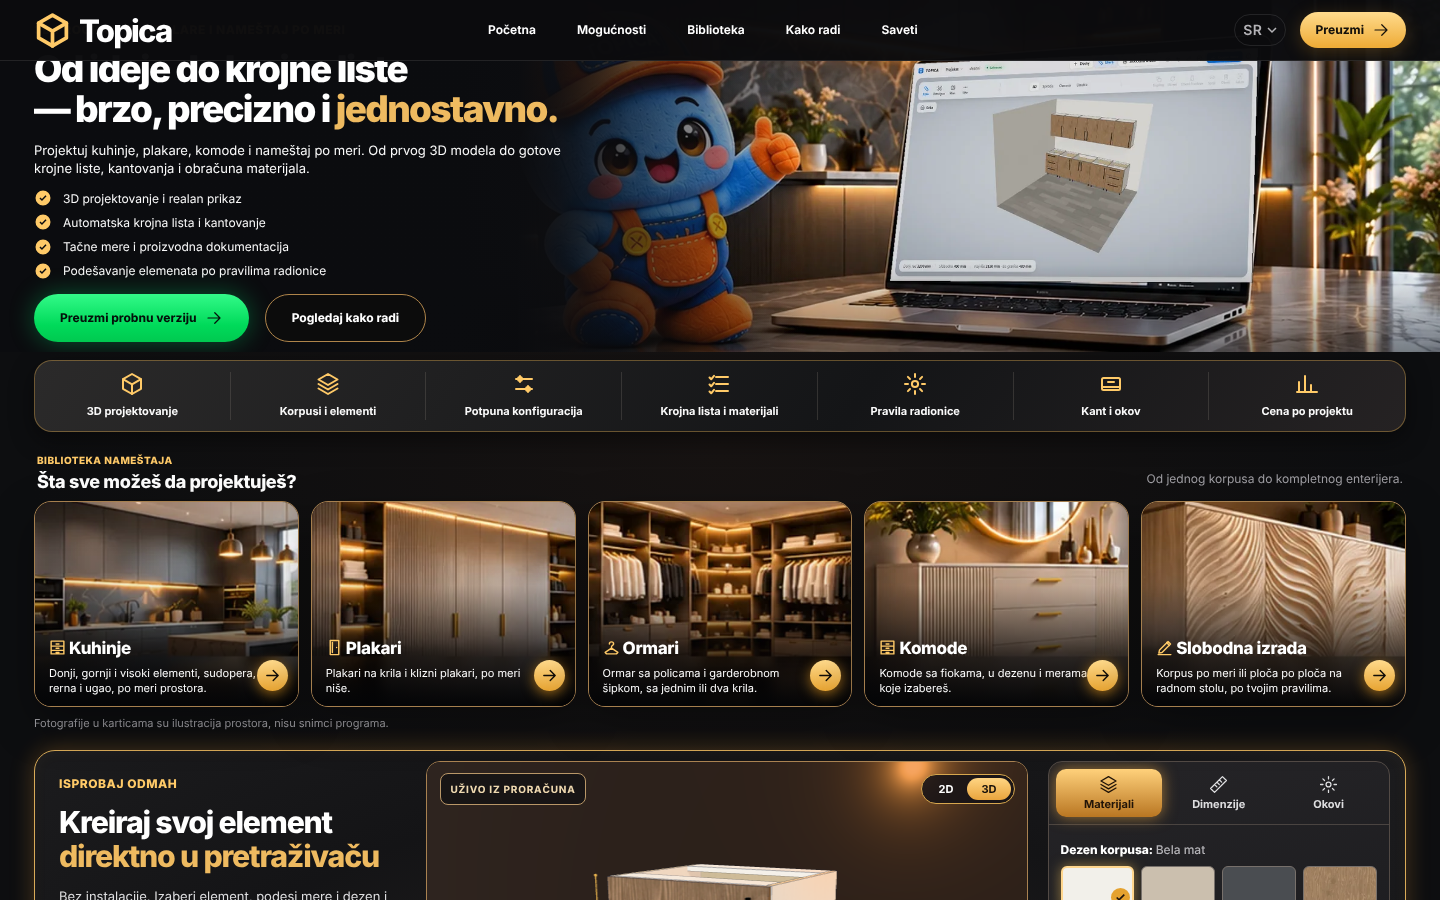 Topica
Početna
Mogućnosti
Biblioteka
Kako radi
Saveti
SR
Preuzmi
Od ideje do krojne liste
— brzo, precizno i jednostavno.
Projektuj kuhinje, plakare, komode i nameštaj po meri. Od prvog 3D modela do gotove
krojne liste, kantovanja i obračuna materijala.
3D projektovanje i realan prikaz
Automatska krojna lista i kantovanje
Tačne mere i proizvodna dokumentacija
Podešavanje elemenata po pravilima radionice
Preuzmi probnu verziju
Pogledaj kako radi
3D projektovanje
Korpusi i elementi
Potpuna konfiguracija
Krojna lista i materijali
Pravila radionice
Kant i okov
Cena po projektu
BIBLIOTEKA NAMEŠTAJA
Šta sve možeš da projektuješ?
Od jednog korpusa do kompletnog enterijera.
Kuhinje
Donji, gornji i visoki elementi, sudopera,
rerna i ugao, po meri prostora.
Plakari
Plakari na krila i klizni plakari, po meri
niše.
Ormari
Ormar sa policama i garderobnom
šipkom, sa jednim ili dva krila.
Komode
Komode sa fiokama, u dezenu i merama
koje izabereš.
Slobodna izrada
Korpus po meri ili ploča po ploča na
radnom stolu, po tvojim pravilima.
Fotografije u karticama su ilustracija prostora, nisu snimci programa.
ISPROBAJ ODMAH
Kreiraj svoj element
direktno u pretraživaču
Bez instalacije. Izaberi element, podesi mere i dezen i
UŽIVO IZ PRORAČUNA
2D
3D
Materijali
Dimenzije
Okovi
Dezen korpusa: Bela mat